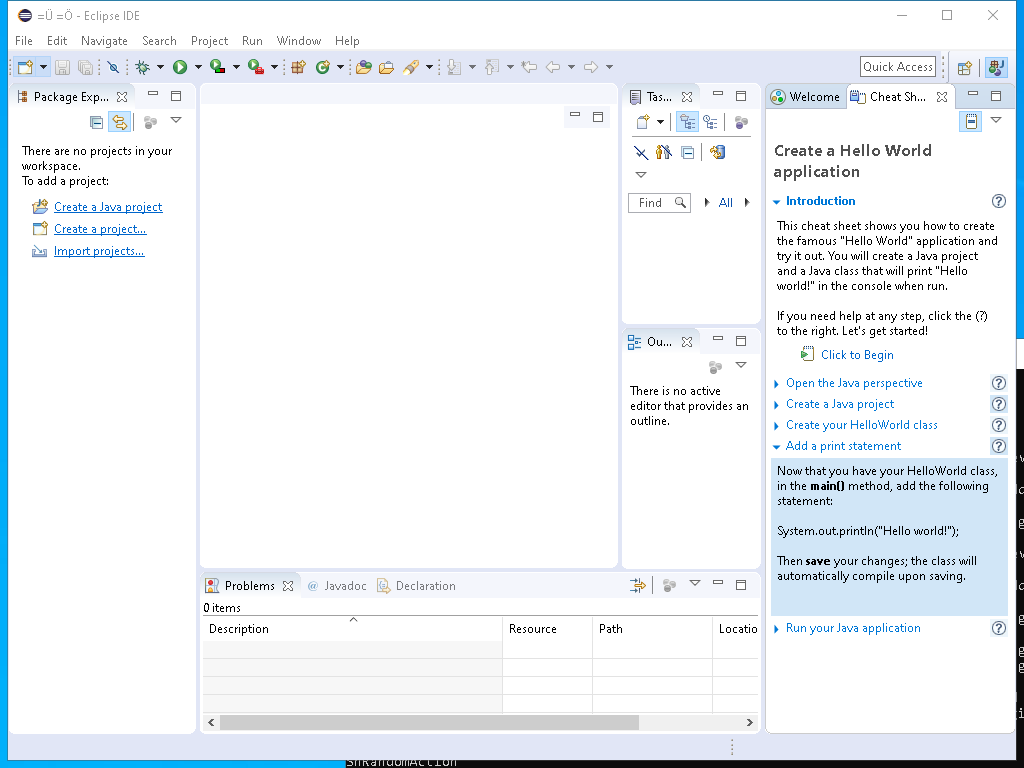 =Ü =Ö - Eclipse IDE
File Edit Navigate Search Project Run Window Help
Quick Access
Package Exp...
There are no projects in your
workspace.
To add a project:
Create a Java project
Create a project...
Import projects...
Tas...
Find
All
Ou...
There is no active
editor that provides an
outline.
Welcome
Cheat Sh...
Create a Hello World
application
Introduction
This cheat sheet shows you how to create
the famous "Hello World" application and
try it out. You will create a Java project
and a Java class that will print "Hello
world!" in the console when run.
If you need help at any step, click the (?)
to the right. Let's get started!
Click to Begin
Open the Java perspective
Create a Java project
Create your HelloWorld class
Add a print statement
Now that you have your HelloWorld class,
in the main() method, add the following
statement:
System.out.println("Hello world!");
Then save your changes; the class will
automatically compile upon saving.
Run your Java application
Problems @ Javadoc Declaration
0 items
Description Resource Path Locatio
ShRandomAction